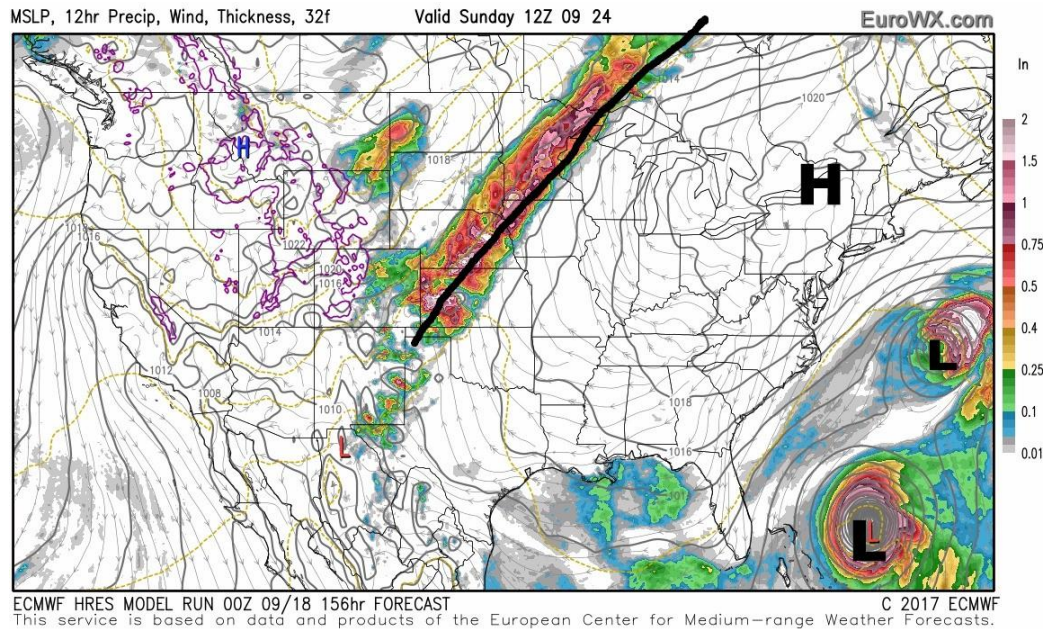 MSLP, 12hr Precip, Wind, Thickness, 32f Valid Sunday 12Z 09 24 EuroWX.com
In
1014
1020
2
H
1018
H
1.5
1
1018
1016
1022
0.75
1020
1016
0.5
1014
0.4
L
1012
0.25
1008
1010
1018
0.1
L
1016
0.01
101
L
L
ECMWF HRES MODEL RUN 00Z 09/18 156hr FORECAST C 2017 ECMWF
This service is based on data and products of the European Center for Medium-range Weather Forecasts.